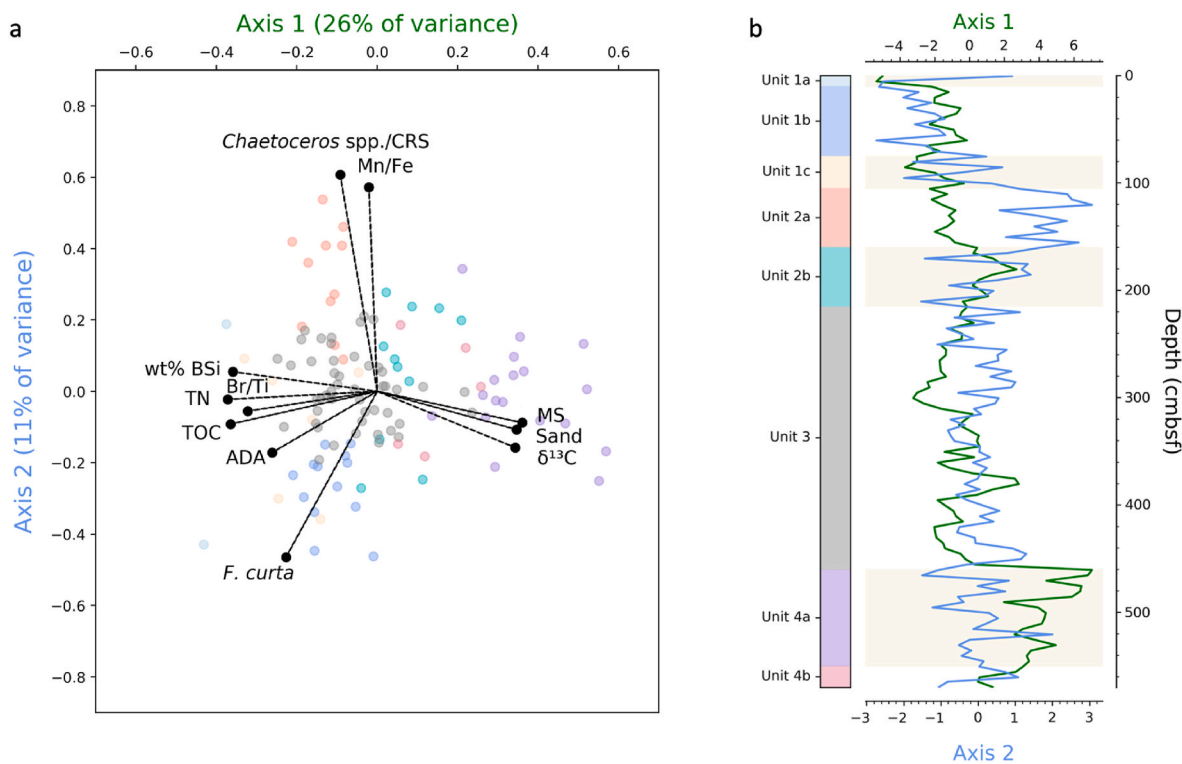 a
Axis 1 (26% of variance)
−0.6 −0.4 −0.2 0.0 0.2 0.4 0.6
Axis 2 (11% of variance)
0.8
0.6
0.4
0.2
0.0
−0.2
−0.4
−0.6
−0.8
Chaetoceros spp./CRS
Mn/Fe
wt% BSi
Br/Ti
TN
TOC
ADA
F. curta
MS
Sand
δ¹³C
b
Axis 1
−4 −2 0 2 4 6
Unit 1a
Unit 1b
Unit 1c
Unit 2a
Unit 2b
Unit 3
Unit 4a
Unit 4b
0
100
200
300
400
500
Depth (cmbsf)
−3 −2 −1 0 1 2 3
Axis 2